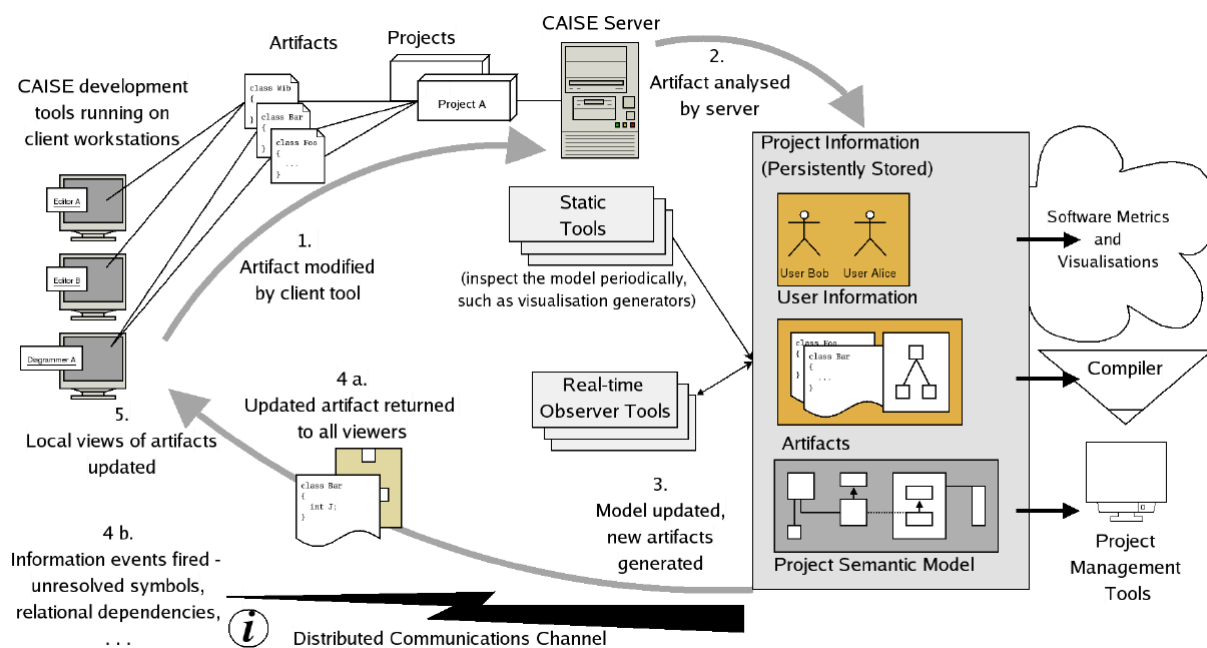 CAISE Server
Artifacts
Projects
CAISE development
tools running on
client workstations
class Wib
{
{
class Bar
{
}
class Foo
{
...
}
Project A
2.
Artifact analysed
by server
Editor A
Editor B
Diagrammer A
1.
Artifact modified
by client tool
Static
Tools
(inspect the model periodically,
such as visualisation generators)
Real-time
Observer Tools
Project Information
(Persistently Stored)
User Bob
User Alice
User Information
class Foo
{
}
class Bar
{
...
}
Artifacts
Project Semantic Model
Software Metrics
and
Visualisations
Compiler
Project
Management
Tools
3.
Model updated,
new artifacts
generated
4 a.
Updated artifact returned
to all viewers
class Bar
{
int J;
}
5.
Local views of artifacts
updated
4 b.
Information events fired -
unresolved symbols,
relational dependencies,
. . .
i
Distributed Communications Channel